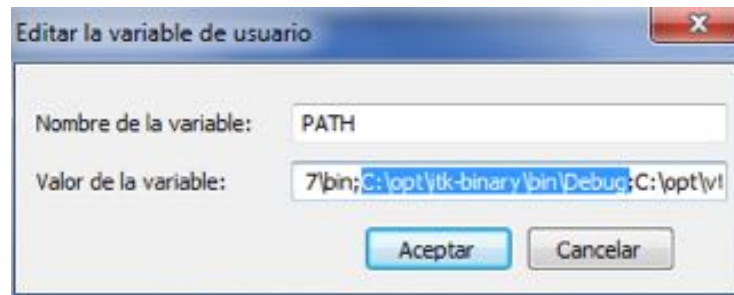 Editar la variable de usuario
Nombre de la variable: PATH
Valor de la variable: 7\bin;C:\opt\itk-binary\bin\Debug;C:\opt\vt
Aceptar Cancelar